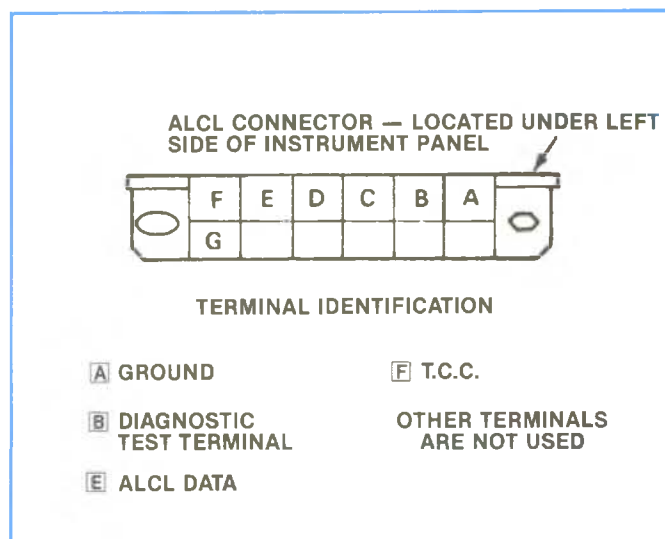 ALCL CONNECTOR — LOCATED UNDER LEFT
SIDE OF INSTRUMENT PANEL
F E D C B A
G
TERMINAL IDENTIFICATION
A GROUND
F T.C.C.
B DIAGNOSTIC
TEST TERMINAL
OTHER TERMINALS
ARE NOT USED
E ALCL DATA